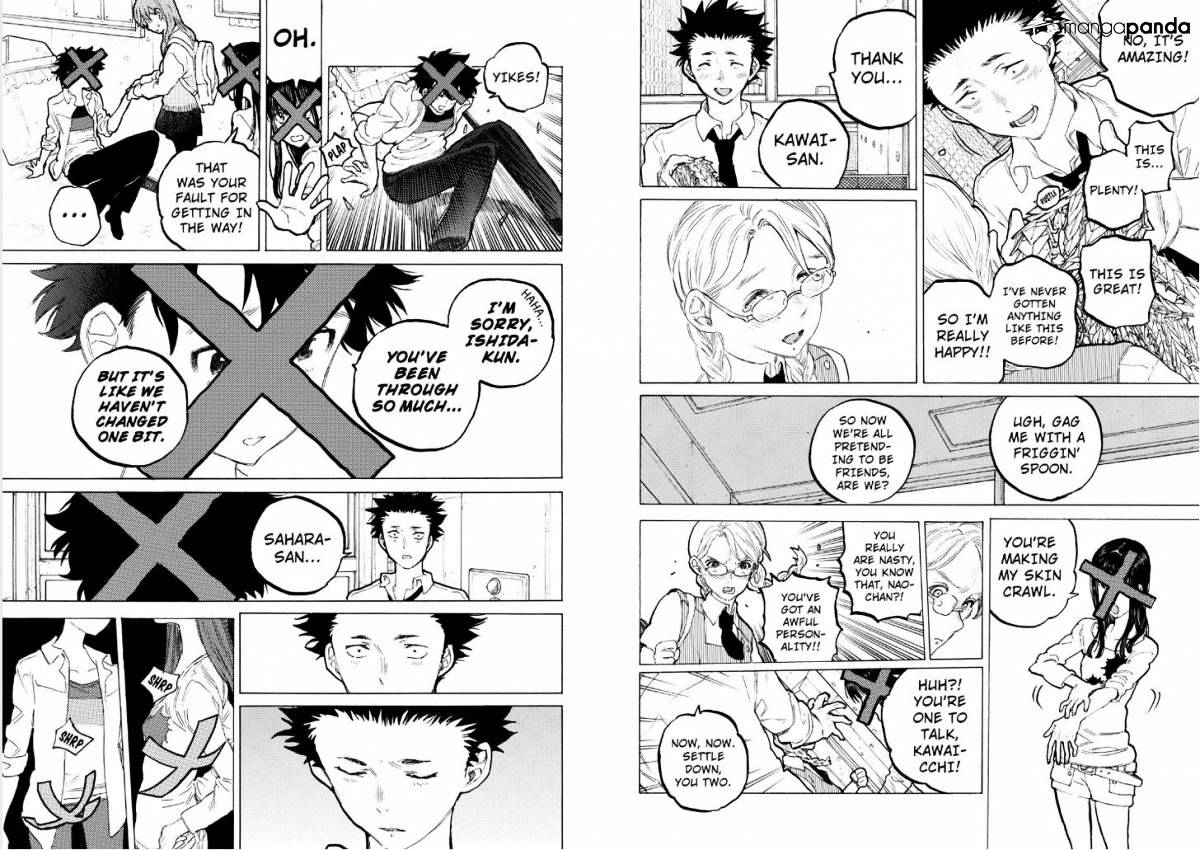 mangapanda
NO, IT'S
AMAZING!
THIS
IS...
PLENTY!
RUSTLE
THIS IS
GREAT!
I'VE NEVER
GOTTEN
ANYTHING
LIKE THIS
BEFORE!
SO I'M
REALLY
HAPPY!!
THANK
YOU...
KAWAI-
SAN.
UGH, GAG
ME WITH A
FRIGGIN'
SPOON.
SO NOW
WE'RE ALL
PRETEND-
ING TO BE
FRIENDS,
ARE WE?
YOU'RE
MAKING
MY SKIN
CRAWL.
YOU
REALLY
ARE NASTY,
YOU KNOW
THAT, NAO-
CHAN?!
YOU'VE
GOT AN
AWFUL
PERSON-
ALITY!!
HUH?!
YOU'RE
ONE TO
TALK,
KAWAI-
CCHI!
NOW, NOW.
SETTLE
DOWN,
YOU TWO.
YIKES!
PLAP
OH.
THAT
WAS YOUR
FAULT FOR
GETTING IN
THE WAY!
...
HAHA...
I'M
SORRY,
ISHIDA-
KUN.
YOU'VE
BEEN
THROUGH
SO MUCH...
BUT IT'S
LIKE WE
HAVEN'T
CHANGED
ONE BIT.
SAHARA-
SAN...
SHRP
SHRP